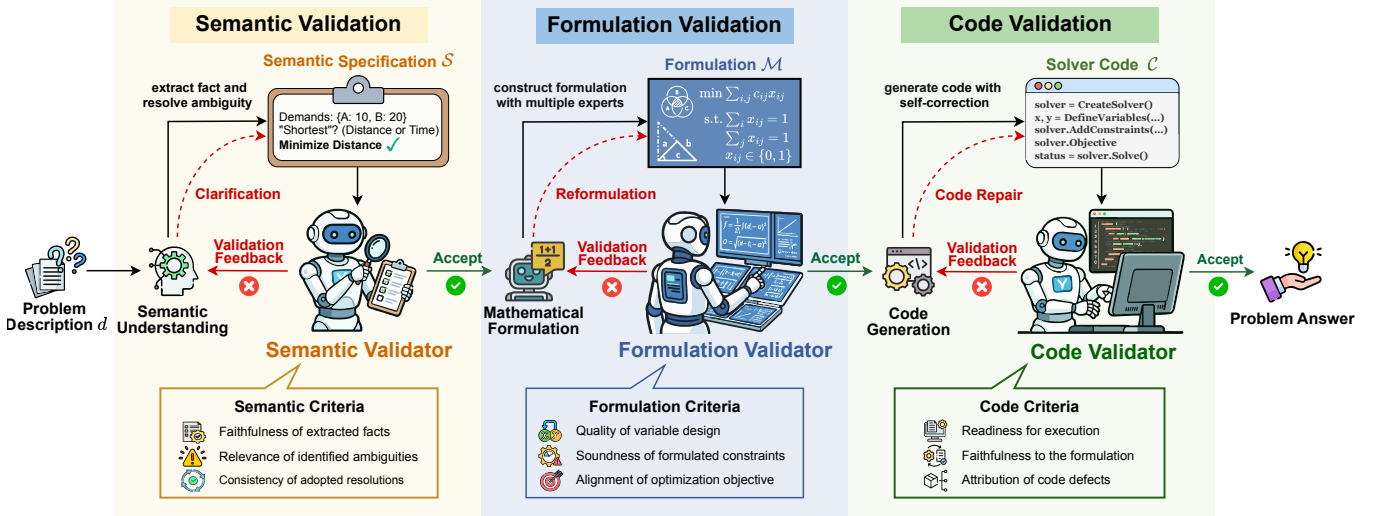 Semantic Validation
Semantic Specification 𝒮
extract fact and
resolve ambiguity
Demands: {A: 10, B: 20}
"Shortest"? (Distance or Time)
Minimize Distance ✓
Clarification
Validation
Feedback
Accept
Problem
Description d
Semantic
Understanding
Semantic Validator
Semantic Criteria
Faithfulness of extracted facts
Relevance of identified ambiguities
Consistency of adopted resolutions
Formulation Validation
Formulation ℳ
construct formulation
with multiple experts
A
B
C
a
b
c
min ∑i,j cij xij
s.t. ∑i xij = 1
∑j xij = 1
xij ∈ {0, 1}
Reformulation
1+1
2
Validation
Feedback
Accept
Mathematical
Formulation
Formulation Validator
Formulation Criteria
Quality of variable design
Soundness of formulated constraints
Alignment of optimization objective
Code Validation
Solver Code 𝒞
generate code with
self-correction
solver = CreateSolver()
x, y = DefineVariables(...)
solver.AddConstraints(...)
solver.Objective
status = solver.Solve()
Code Repair
</>
Validation
Feedback
Y
Accept
Code
Generation
Problem Answer
Code Validator
Code Criteria
Readiness for execution
Faithfulness to the formulation
Attribution of code defects